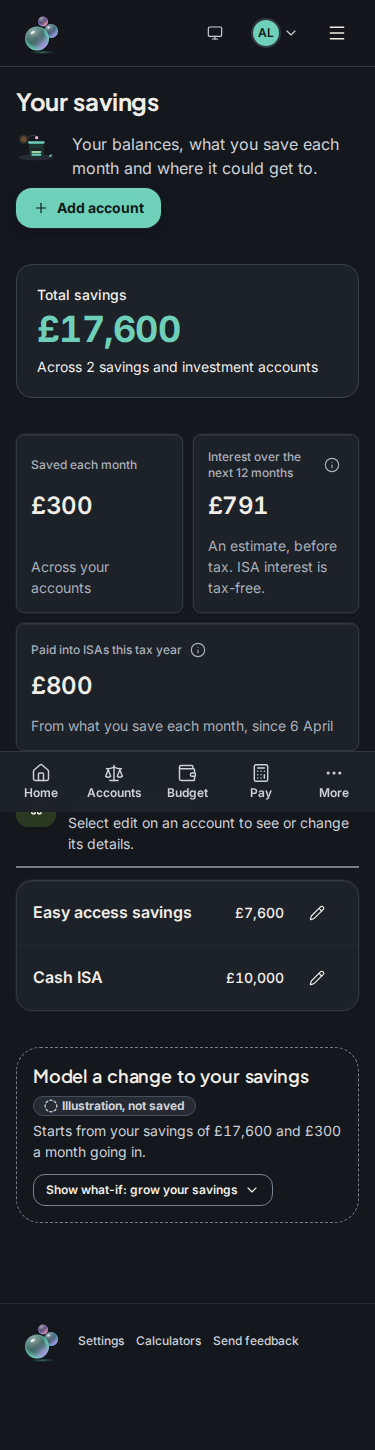 AL
Your savings
Your balances, what you save each
month and where it could get to.
+ Add account
Total savings
£17,600
Across 2 savings and investment accounts
Saved each month
£300
Across your
accounts
Interest over the
next 12 months
£791
An estimate, before
tax. ISA interest is
tax-free.
Paid into ISAs this tax year
£800
From what you save each month, since 6 April
Home Accounts Budget Pay More
Select edit on an account to see or change
its details.
Easy access savings £7,600
Cash ISA £10,000
Model a change to your savings
Illustration, not saved
Starts from your savings of £17,600 and £300
a month going in.
Show what-if: grow your savings
Settings Calculators Send feedback